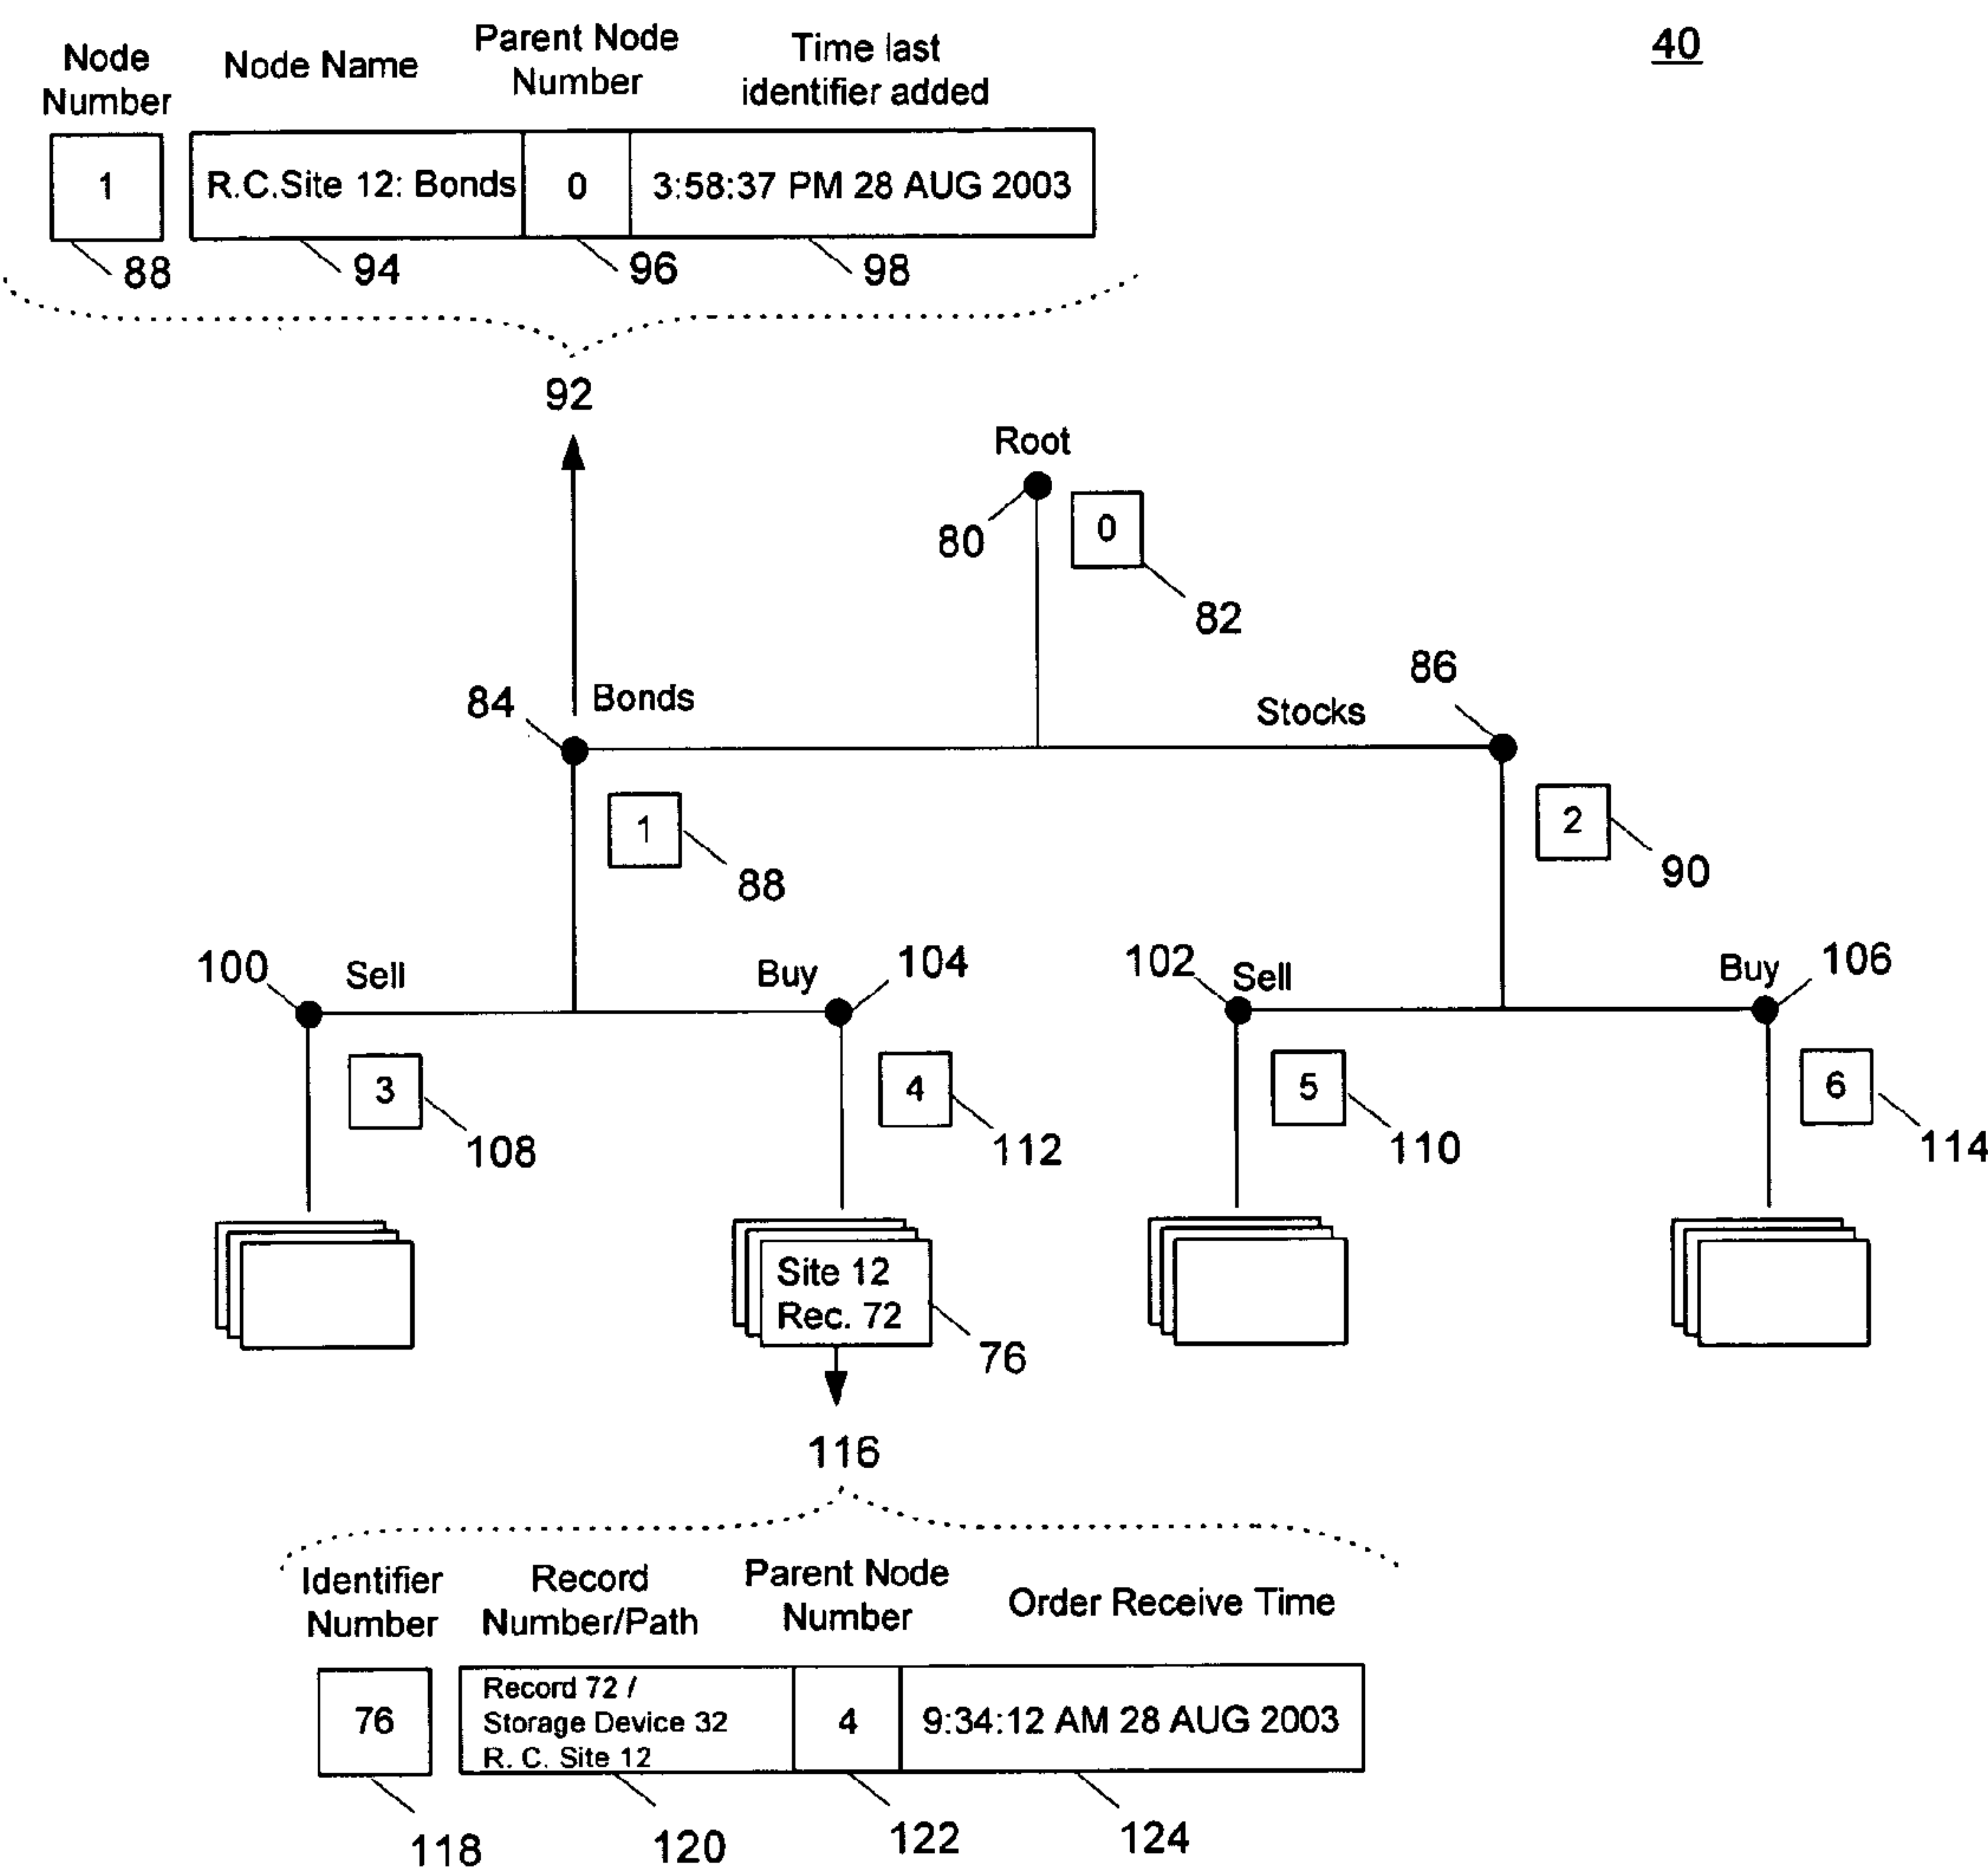 40
Node
Number
Node Name
Parent Node
Number
Time last
identifier added
1
R.C.Site 12: Bonds
0
3:58:37 PM 28 AUG 2003
88
94
96
98
92
Root
80
0
82
84
Bonds
Stocks
86
1
88
2
90
100
Sell
Buy
104
102
Sell
Buy
106
3
108
4
112
5
110
6
114
Site 12
Rec. 72
76
116
Identifier
Number
Record
Number/Path
Parent Node
Number
Order Receive Time
76
Record 72 /
Storage Device 32
R. C. Site 12
4
9:34:12 AM 28 AUG 2003
118
120
122
124